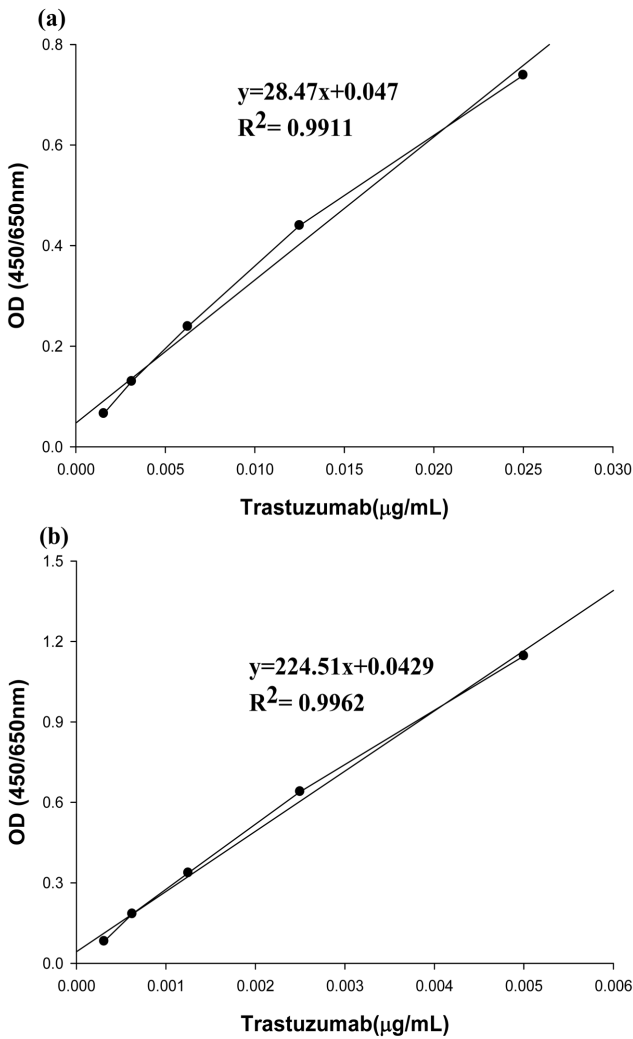 (a)
0.8
0.6
0.4
0.2
0.0
OD (450/650nm)
y=28.47x+0.047
R²= 0.9911
0.000 0.005 0.010 0.015 0.020 0.025 0.030
Trastuzumab(μg/mL)
(b)
1.5
1.2
0.9
0.6
0.3
0.0
OD (450/650nm)
y=224.51x+0.0429
R²= 0.9962
0.000 0.001 0.002 0.003 0.004 0.005 0.006
Trastuzumab(μg/mL)